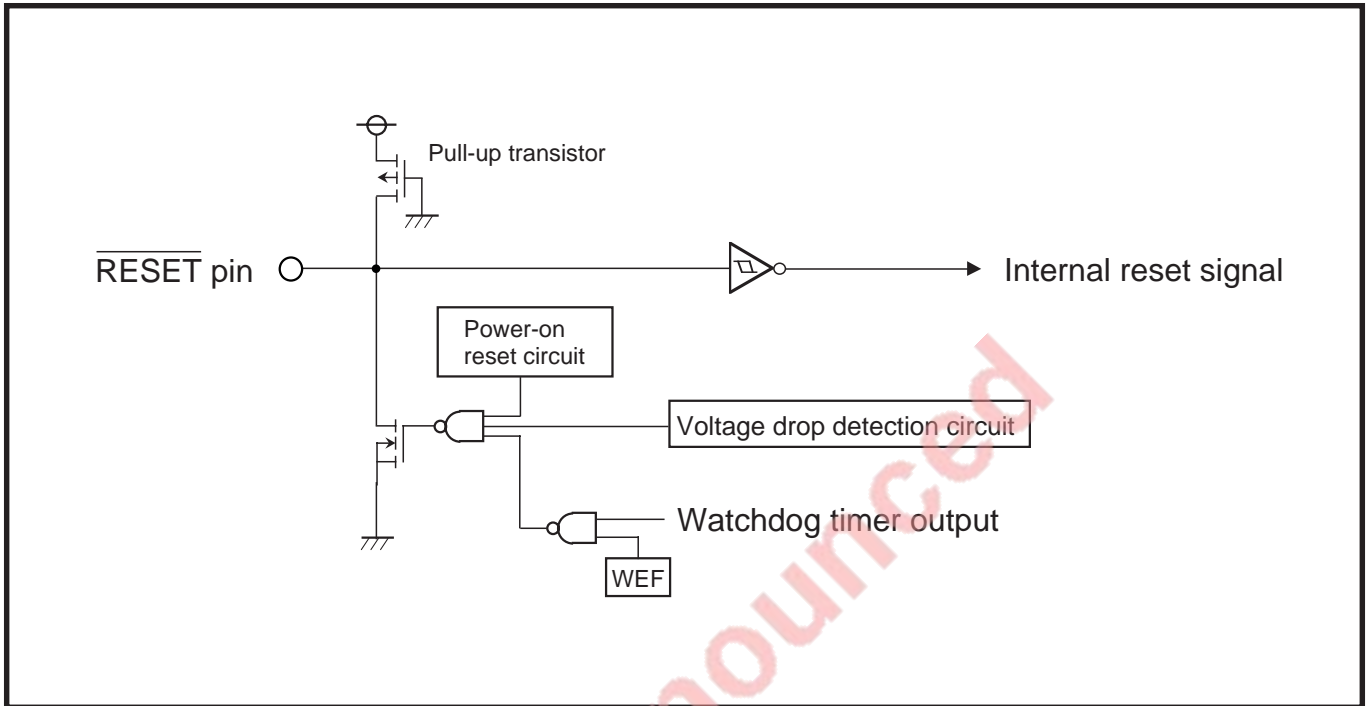 Pull-up transistor
RESET pin
Internal reset signal
Power-on
reset circuit
Voltage drop detection circuit
Watchdog timer output
WEF
nounced